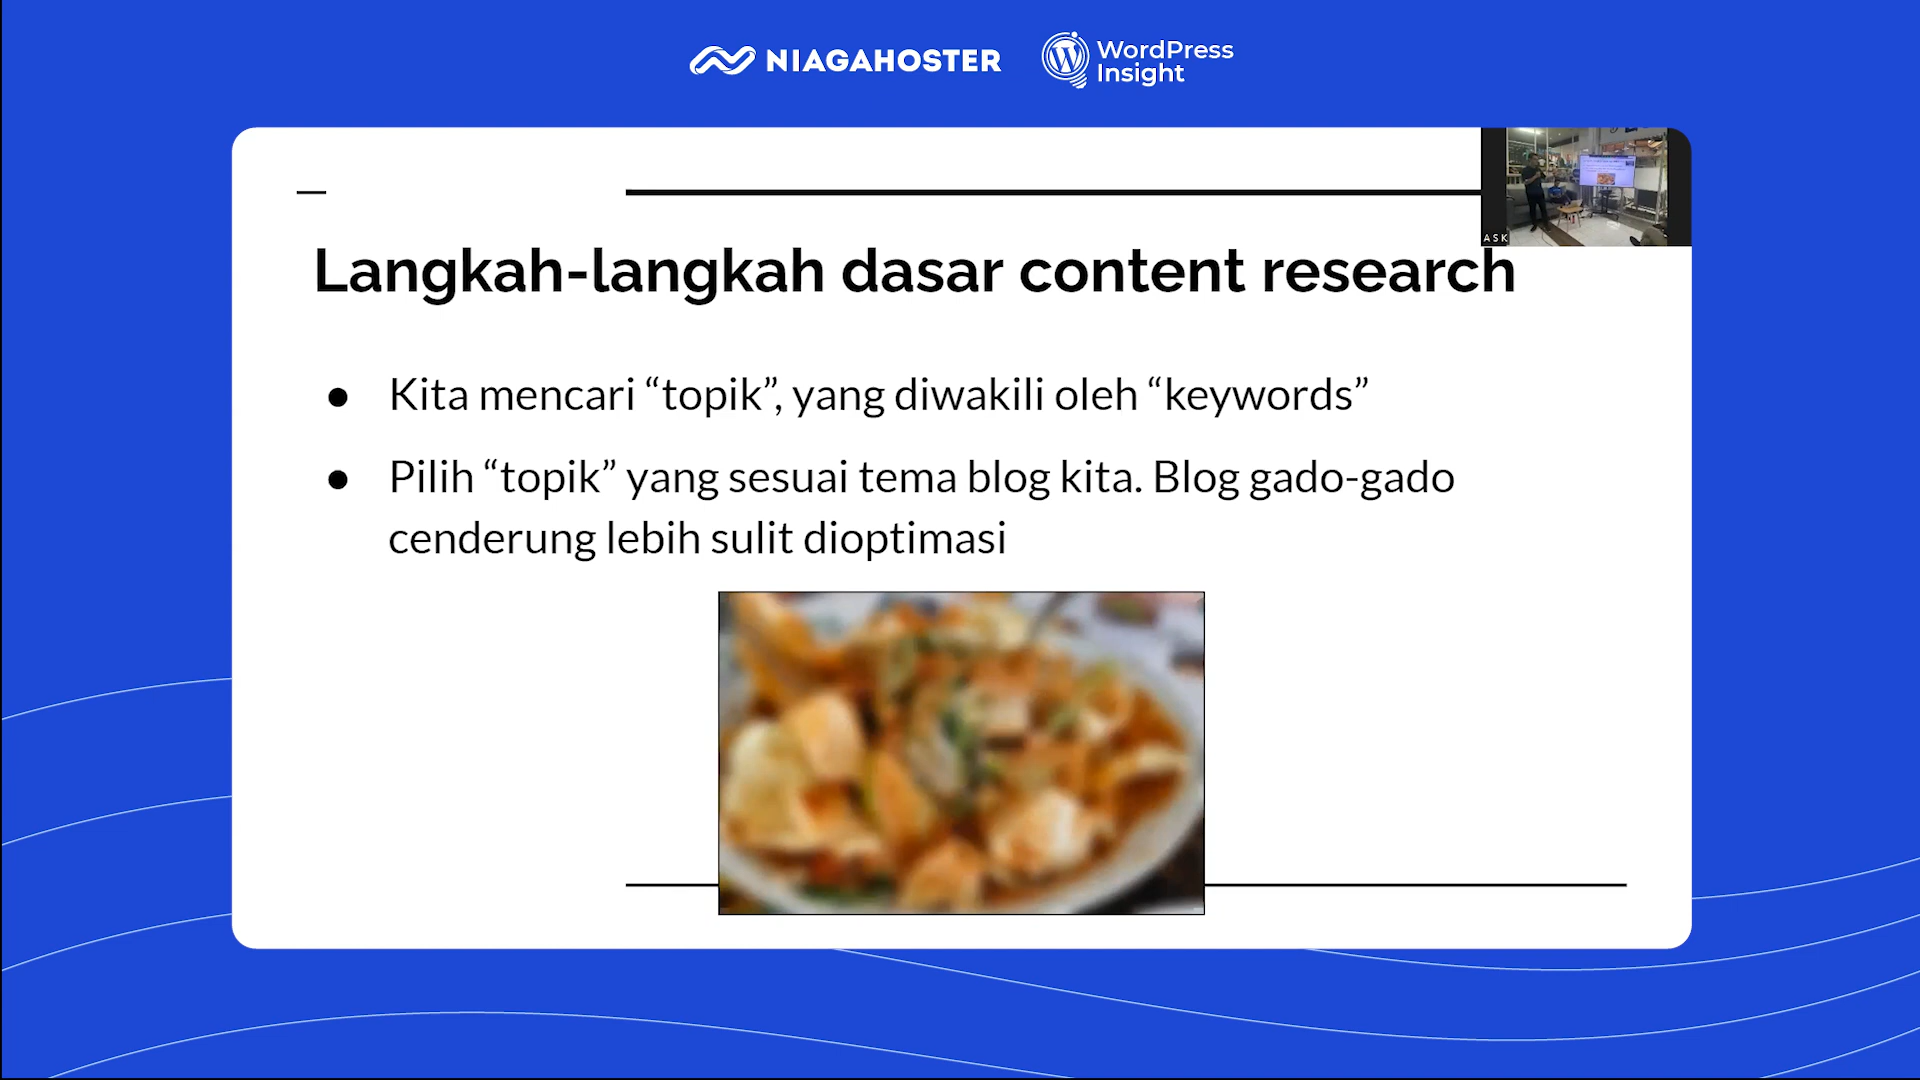 NIAGAHOSTER
WordPress
Insight
ASK
Langkah-langkah dasar content research
● Kita mencari “topik”, yang diwakili oleh “keywords”
● Pilih “topik” yang sesuai tema blog kita. Blog gado-gado
cenderung lebih sulit dioptimasi